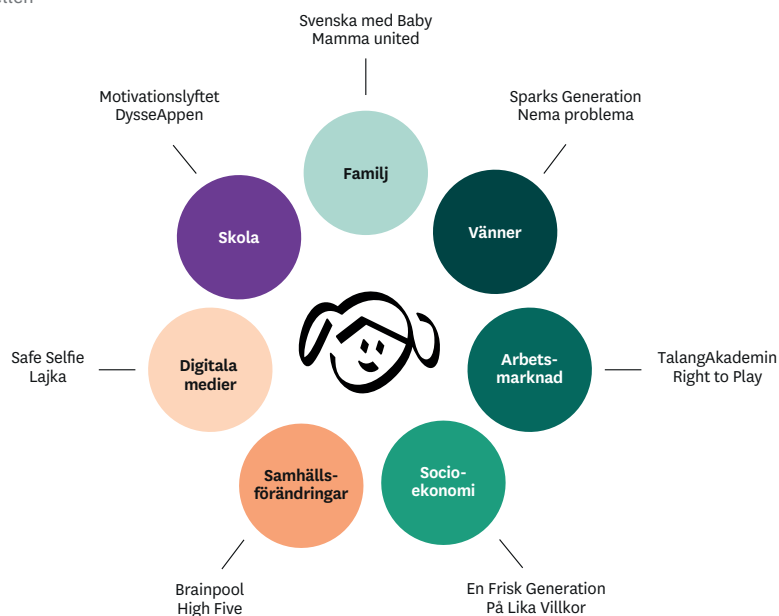 Svenska med Baby
Mamma united
Motivationslyftet
DysseAppen
Sparks Generation
Nema problema
Familj
Skola
Vänner
Safe Selfie
Lajka
Digitala
medier
Arbets-
marknad
TalangAkademin
Right to Play
Samhälls-
förändringar
Socio-
ekonomi
Brainpool
High Five
En Frisk Generation
På Lika Villkor